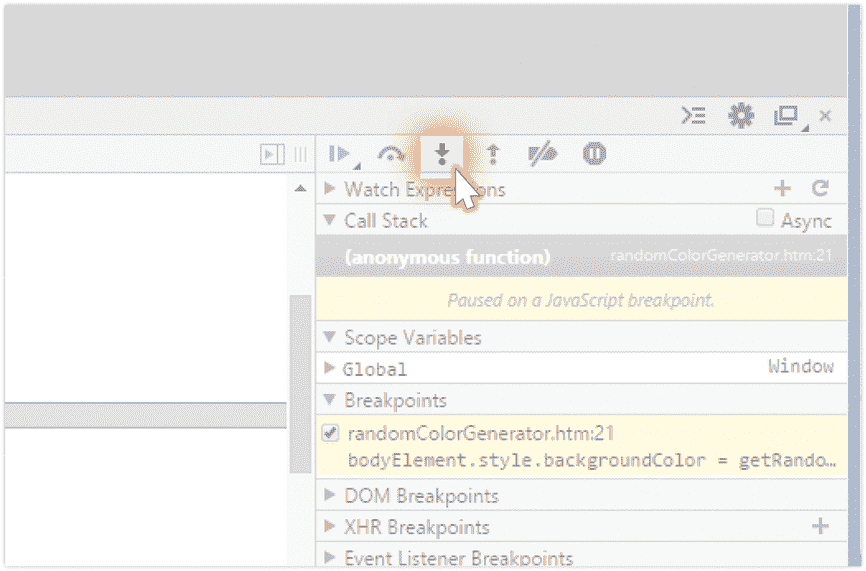 Watch Expressions
Call Stack Async
(anonymous function) randomColorGenerator.htm:21
Paused on a JavaScript breakpoint.
Scope Variables
Global Window
Breakpoints
randomColorGenerator.htm:21
bodyElement.style.backgroundColor = getRando…
DOM Breakpoints
XHR Breakpoints
Event Listener Breakpoints